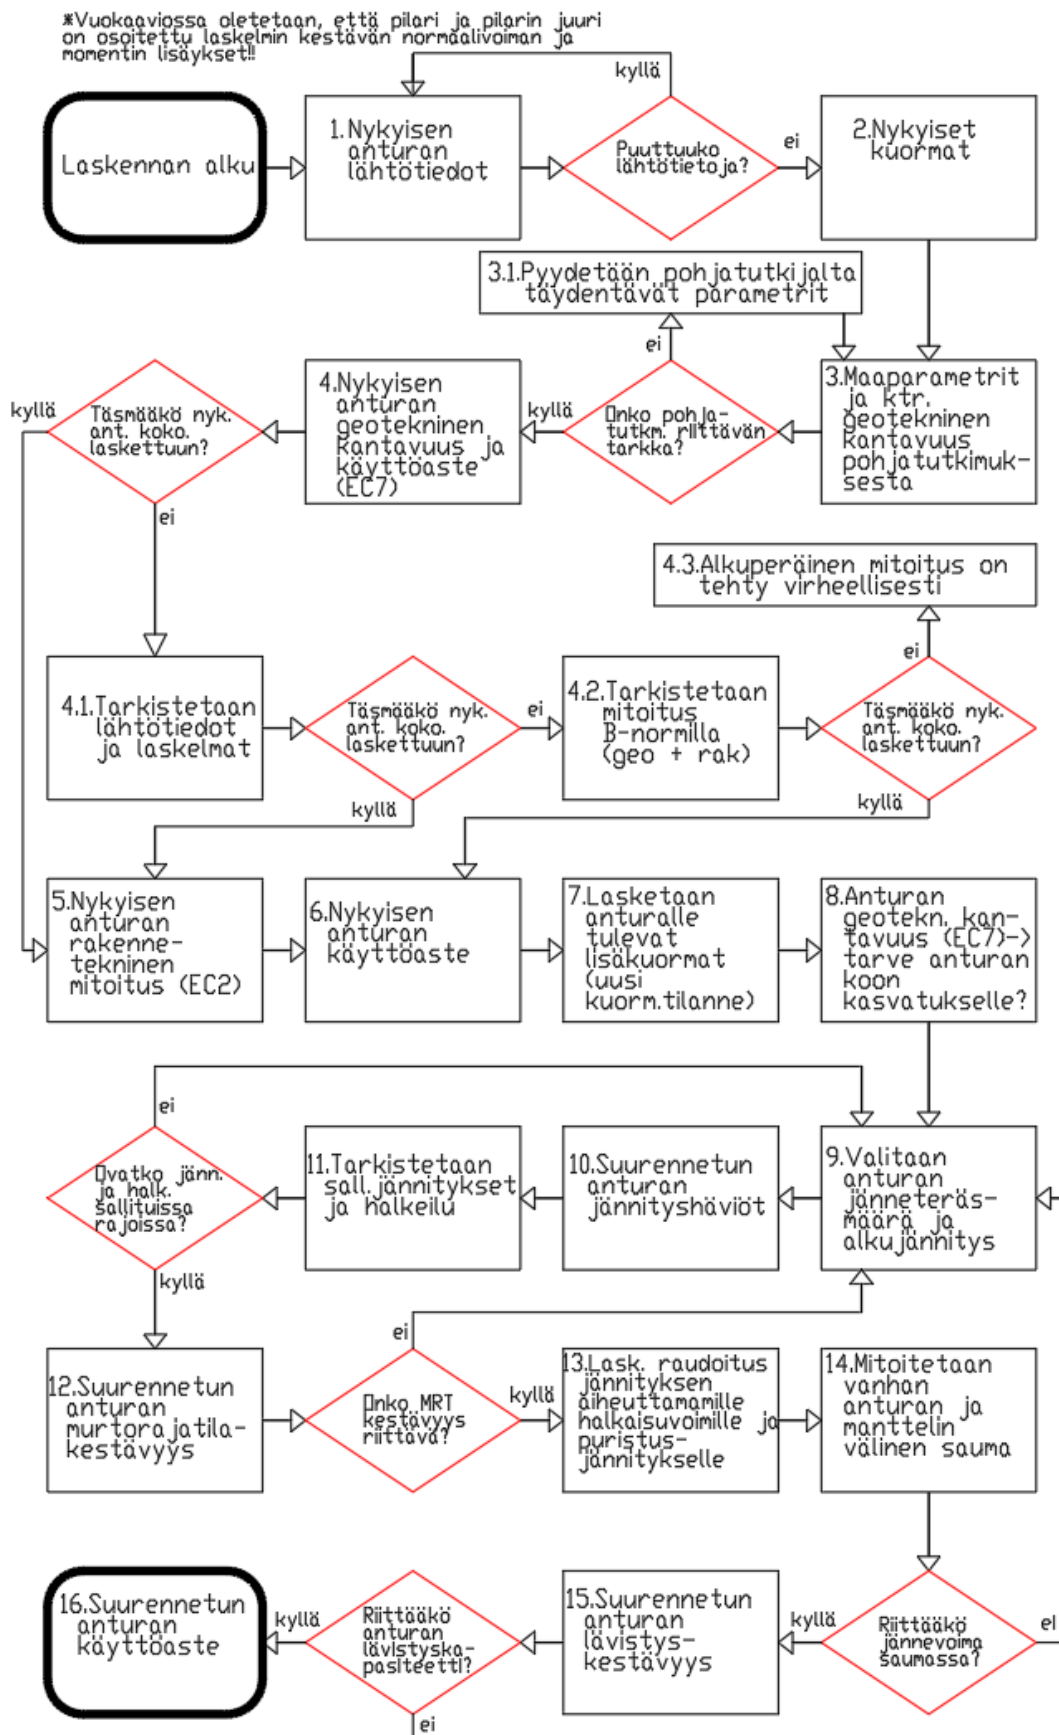 *Vuokaaviossa oletetaan, että pilari ja pilarin juuri
on osoitettu laskelmin kestävän normaalivoiman ja
momentin lisäykset!!
kyllä
Laskennan alku
1.Nykyisen
anturan
lähtötiedot
Puuttuuko
lähtötietoja?
ei
2.Nykyiset
kuormat
3.1.Pyydetään pohjatutkijalta
täydentävät parametrit
ei
kyllä
Täsmääkö nyk.
ant. koko.
laskettuun?
4.Nykyisen
anturan
geotekninen
kantavuus ja
käyttöaste
(EC7)
kyllä
Onko pohja-
tutkm. riittävän
tarkka?
3.Maaparametrit
ja ktr.
geotekninen
kantavuus
pohjatutkimuk-
sesta
ei
4.3.Alkuperäinen mitoitus on
tehty virheellisesti
ei
4.1.Tarkistetaan
lähtötiedot
ja laskelmat
Täsmääkö nyk.
ant. koko.
laskettuun?
ei
4.2.Tarkistetaan
mitoitus
B-normilla
(geo + rak)
Täsmääkö nyk.
ant. koko.
laskettuun?
kyllä
kyllä
5.Nykyisen
anturan
rakenne-
tekninen
mitoitus (EC2)
6.Nykyisen
anturan
käyttöaste
7.Lasketaan
anturalle
tulevat
lisäkuormat
(uusi
kuorm.tilanne)
8.Anturan
geotekn. kan-
tavuus (EC7)->
tarve anturan
koon
kasvatukselle?
ei
Ovatko jänn.
ja halk.
sallituissa
rajoissa?
11.Tarkistetaan
sall.jännitykset
ja halkeilu
10.Suurennetun
anturan
jännityshäviöt
9.Valitaan
anturan
jänneteräs-
määrä ja
alkujännitys
kyllä
ei
12.Suurennetun
anturan
murtorajatila-
kestävyys
Onko MRT
kestävyys
riittävä?
kyllä
13.Lask. raudoitus
jännityksen
aiheuttamamille
halkaisuvoimille ja
puristus-
jännitykselle
14.Mitoitetaan
vanhan
anturan ja
manttelin
välinen sauma
16.Suurennetun
anturan
käyttöaste
kyllä
Riittääkö
anturan
lävistyska-
pasiteetti?
15.Suurennetun
anturan
lävistys-
kestävyys
kyllä
Riittääkö
jännevoima
saumassa?
ei
ei